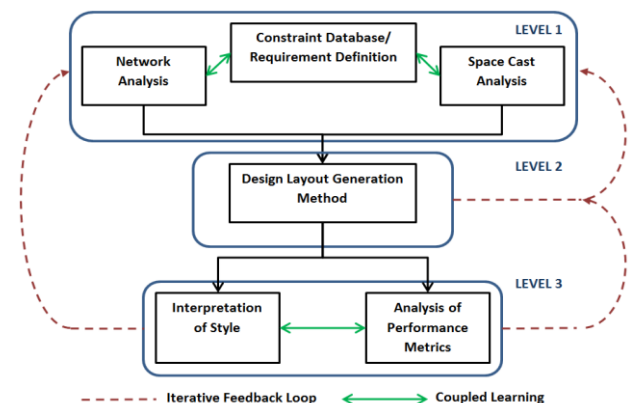 LEVEL 1
Constraint Database/
Requirement Definition
Network
Analysis
Space Cast
Analysis
LEVEL 2
Design Layout Generation
Method
LEVEL 3
Interpretation
of Style
Analysis of
Performance
Metrics
Iterative Feedback Loop
Coupled Learning